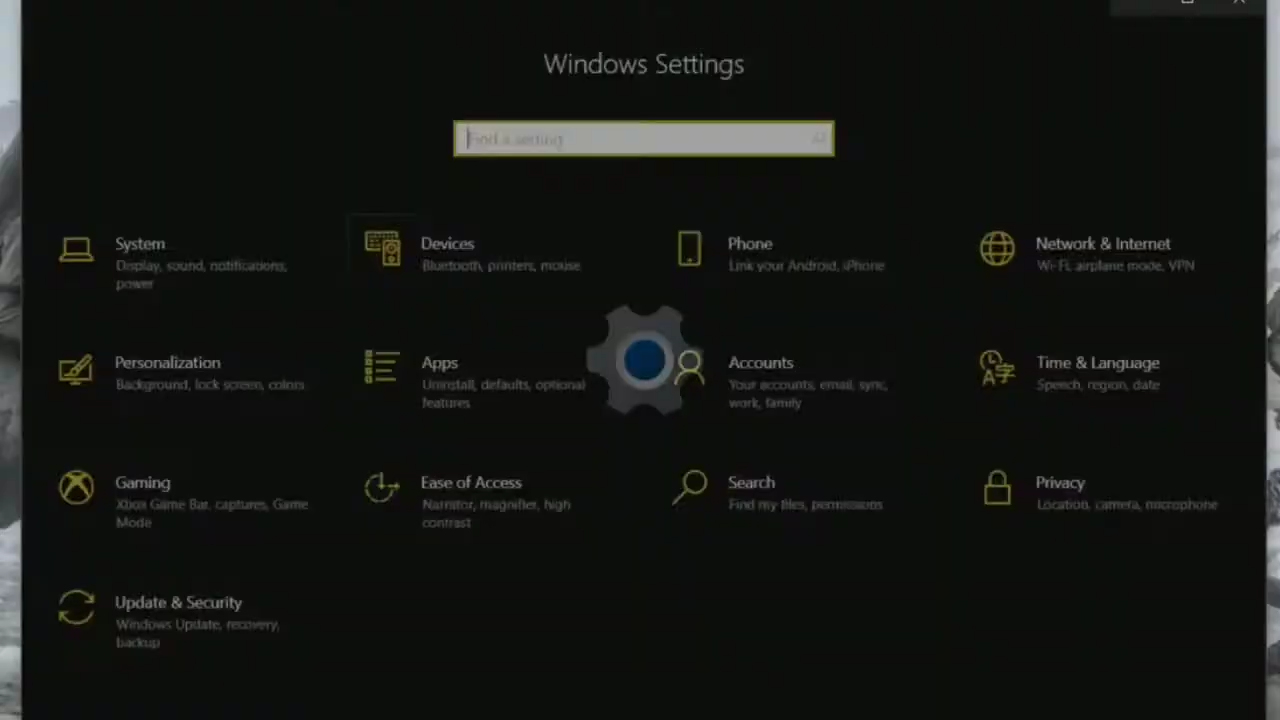 Windows Settings
Find a setting
System
Display, sound, notifications,
power
Devices
Bluetooth, printers, mouse
Phone
Link your Android, iPhone
Network & Internet
Wi-Fi, airplane mode, VPN
Personalization
Background, lock screen, colors
Apps
Uninstall, defaults, optional
features
Accounts
Your accounts, email, sync,
work, family
Time & Language
Speech, region, date
Gaming
Xbox Game Bar, captures, Game
Mode
Ease of Access
Narrator, magnifier, high
contrast
Search
Find my files, permissions
Privacy
Location, camera, microphone
Update & Security
Windows Update, recovery,
backup